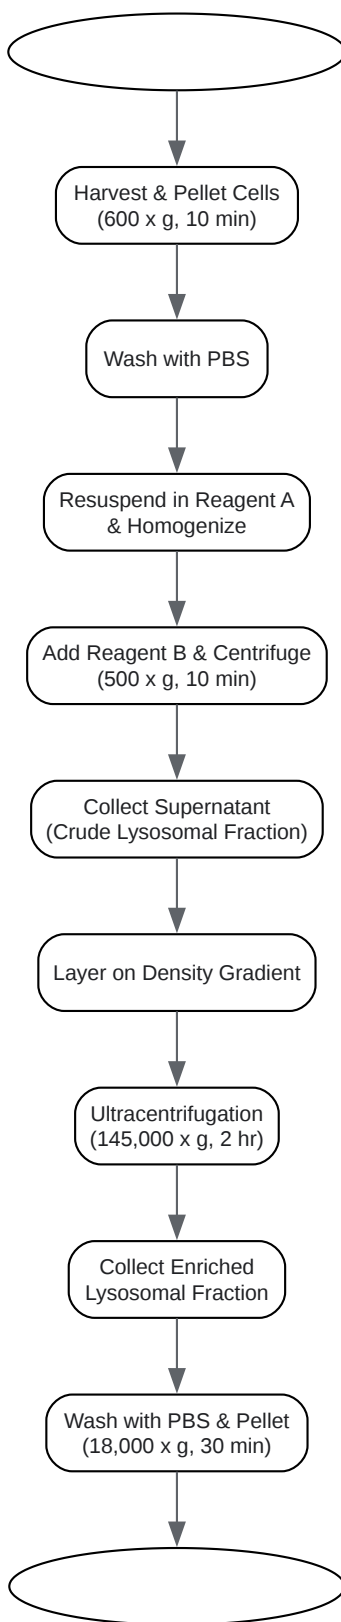 Harvest & Pellet Cells
(600 x g, 10 min)
Wash with PBS
Resuspend in Reagent A
& Homogenize
Add Reagent B & Centrifuge
(500 x g, 10 min)
Collect Supernatant
(Crude Lysosomal Fraction)
Layer on Density Gradient
Ultracentrifugation
(145,000 x g, 2 hr)
Collect Enriched
Lysosomal Fraction
Wash with PBS & Pellet
(18,000 x g, 30 min)